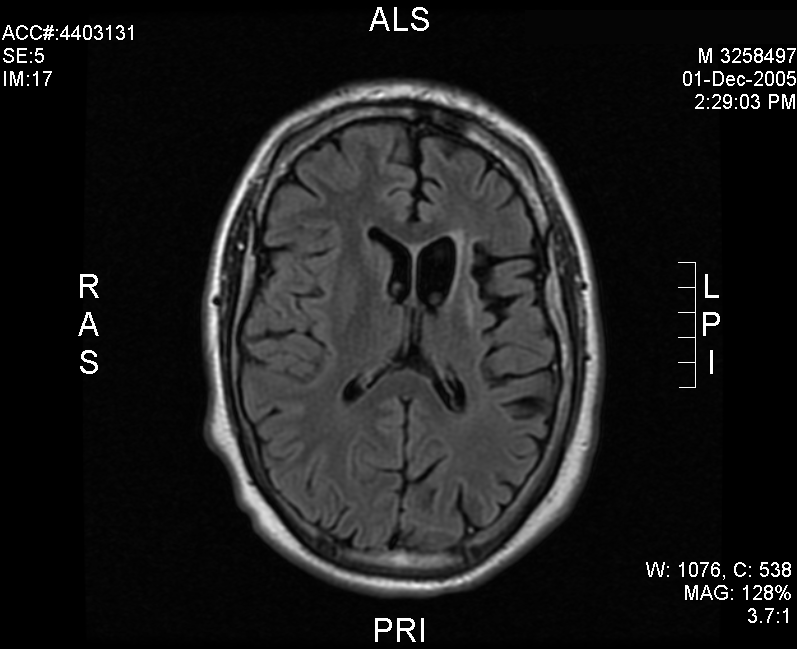 ALS
ACC#:4403131
SE:5
IM:17
M 3258497
01-Dec-2005
2:29:03 PM
R
A
S
L
P
I
W: 1076, C: 538
MAG: 128%
3.7:1
PRI